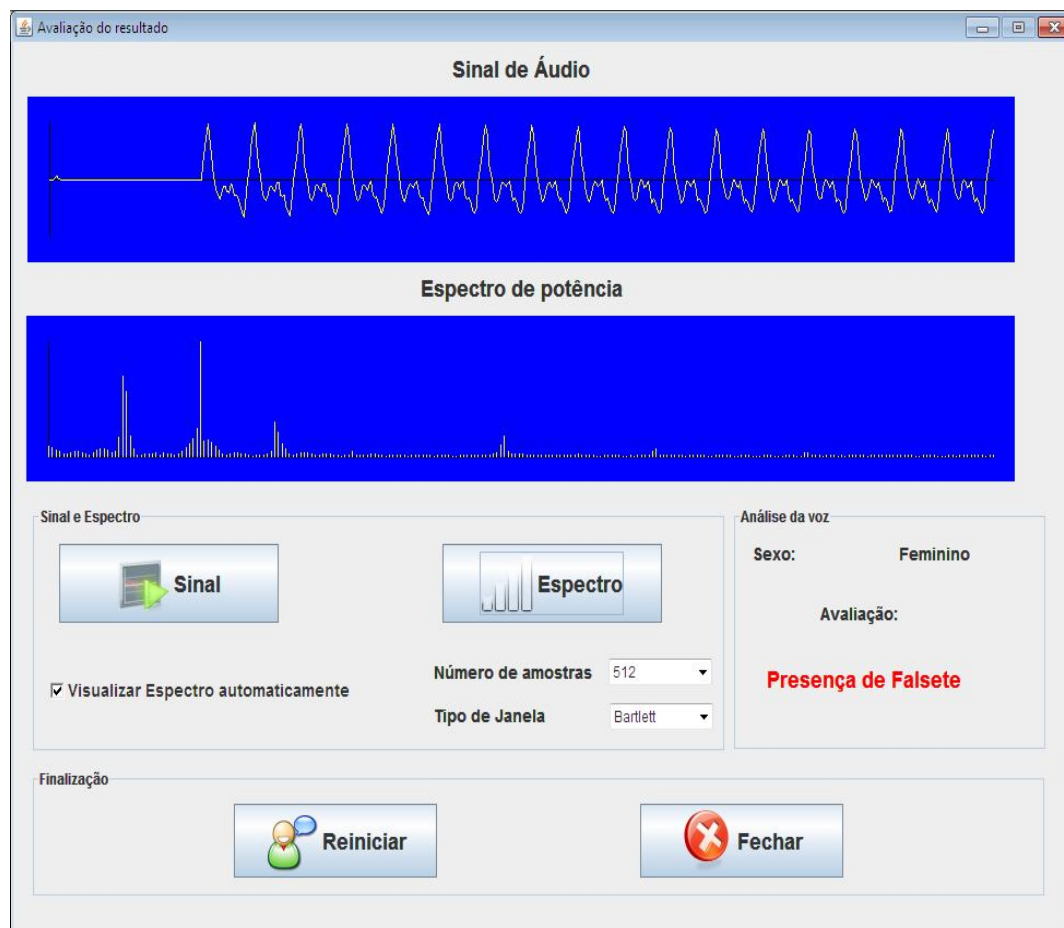 Avaliação do resultado
Sinal de Áudio
Espectro de potência
Sinal e Espectro
Sinal
Espectro
Visualizar Espectro automaticamente
Número de amostras 512
Tipo de Janela Bartlett
Análise da voz
Sexo: Feminino
Avaliação:
Presença de Falsete
Finalização
Reiniciar
Fechar